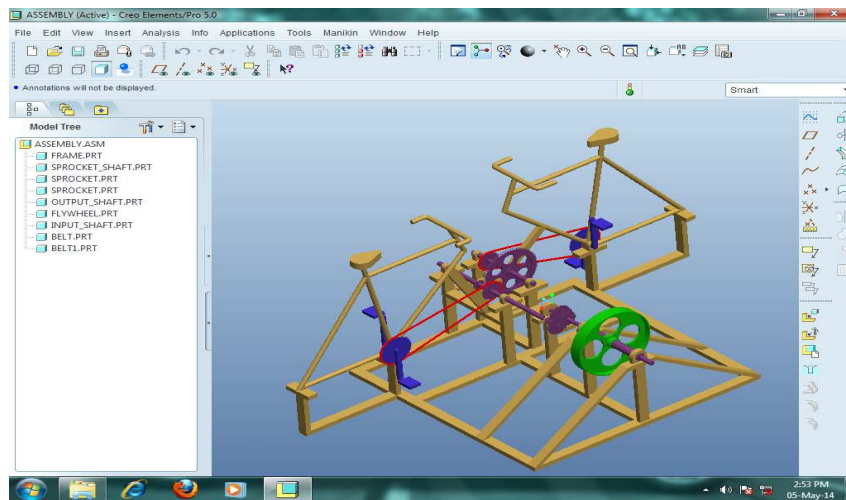 ASSEMBLY (Active) - Creo Elements/Pro 5.0
File Edit View Insert Analysis Info Applications Tools Manikin Window Help
• Annotations will not be displayed.
Smart
Model Tree
ASSEMBLY.ASM
FRAME.PRT
SPROCKET_SHAFT.PRT
SPROCKET.PRT
SPROCKET.PRT
OUTPUT_SHAFT.PRT
FLYWHEEL.PRT
INPUT_SHAFT.PRT
BELT.PRT
BELT1.PRT
2:53 PM
05-May-14